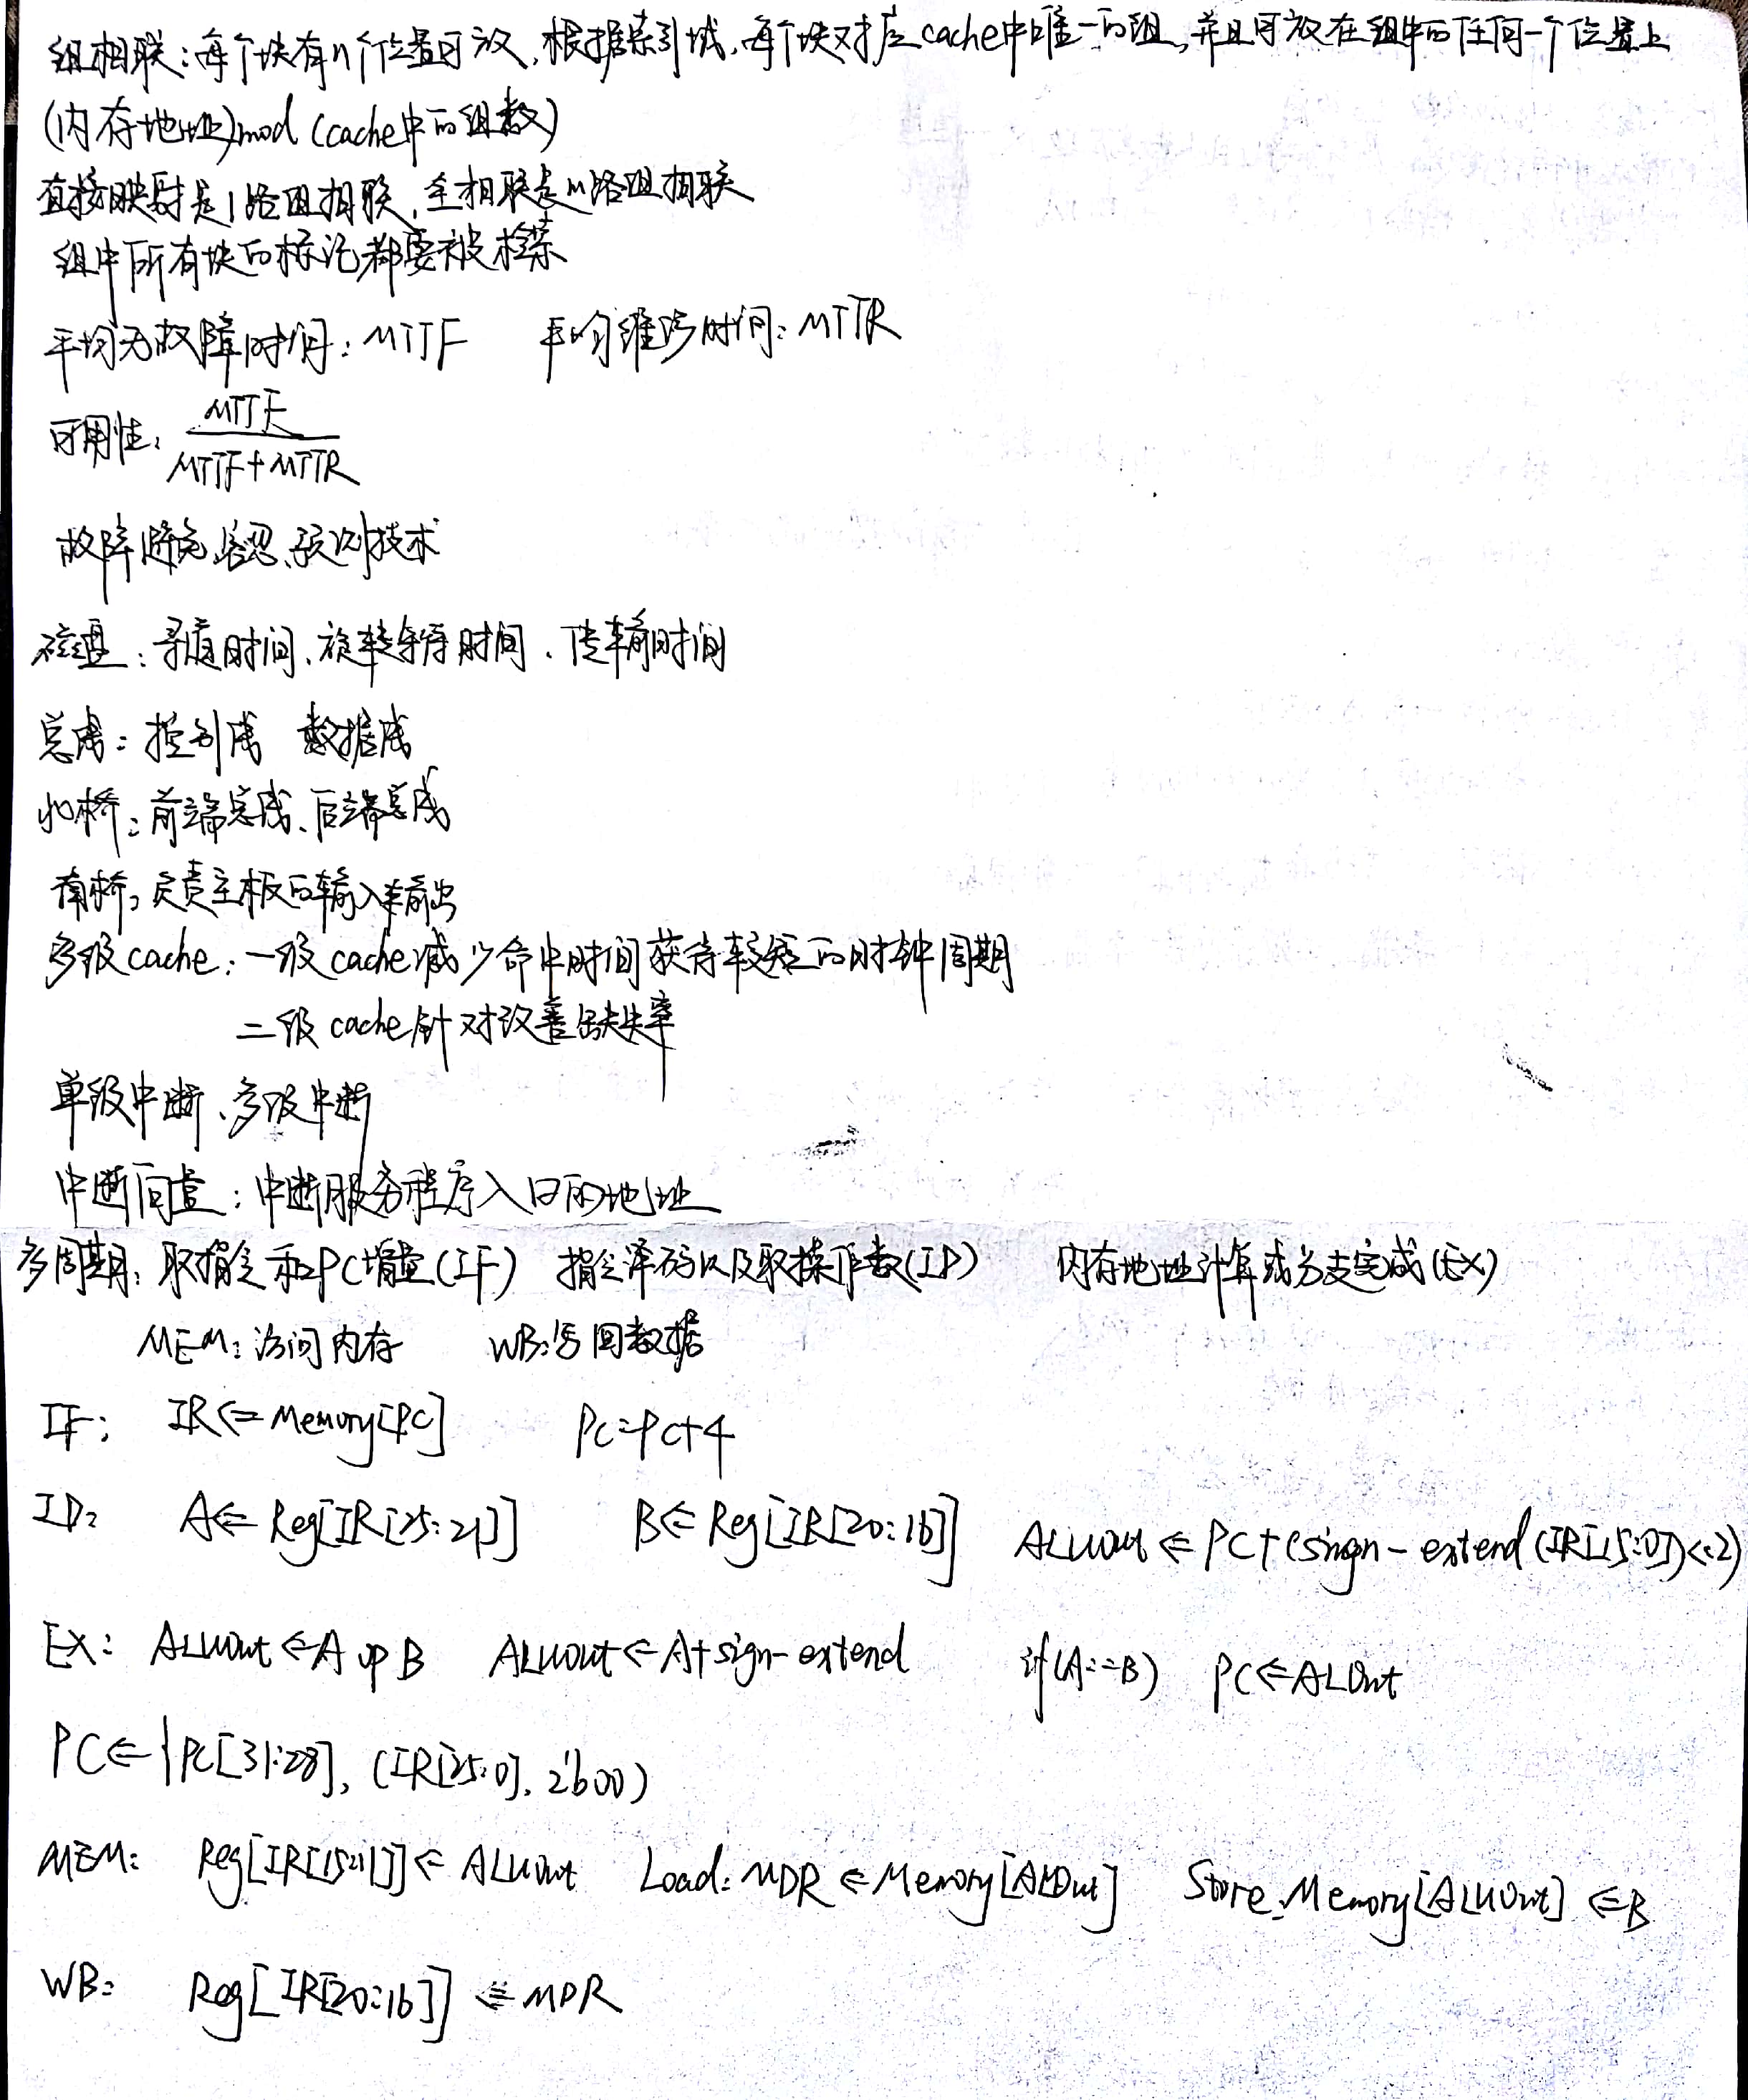 组相联：每个块有n个位置可放，根据索引域，每个块对应cache中唯一的组，并且可放在组中的任何一个位置上
(内存地址)mod (cache中的组数)
直接映射是1路组相联，全相联是m路组相联
组中所有块的标记都要被检索
平均无故障时间：MTTF 平均维修时间：MTTR
可用性：MTTF/MTTF+MTTR
故障避免、容忍、预测技术
磁盘：寻道时间、旋转等待时间、传输时间
总线：控制线 数据线
北桥：前端总线、后端总线
南桥：负责主板的输入输出
多级cache：一级cache减少命中时间获得较短的时钟周期
二级cache针对改善缺失率
单级中断、多级中断
中断向量：中断服务程序入口的地址
多周期：取指令和PC增量(IF) 指令译码以及取操作数(ID) 内存地址计算或分支完成(EX)
MEM：访问内存 WB：写回数据
IF: IR<=Memory[PC] PC=PC+4
ID: A<=Reg[IR[25:21]] B<=Reg[IR[20:16]] ALUOut<=PC+(singn-extend(IR[15:0])<<2)
EX: ALUOut<=A op B ALUOut<=A+sign-extend if(A==B) PC<=ALOut
PC<={PC[31:28], (IR[25:0], 2'b00)
MEM: Reg[IR[15:11]]<=ALUOut Load: MDR<=Memory[ALOut] Store: Memory[ALUOut]<=B
WB: Reg[IR[20:16]]<=MDR